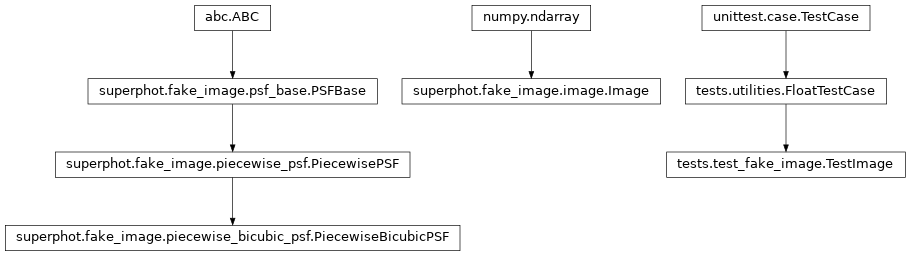 abc.ABC
numpy.ndarray
unittest.case.TestCase
superphot.fake_image.psf_base.PSFBase
superphot.fake_image.image.Image
tests.utilities.FloatTestCase
superphot.fake_image.piecewise_psf.PiecewisePSF
tests.test_fake_image.TestImage
superphot.fake_image.piecewise_bicubic_psf.PiecewiseBicubicPSF